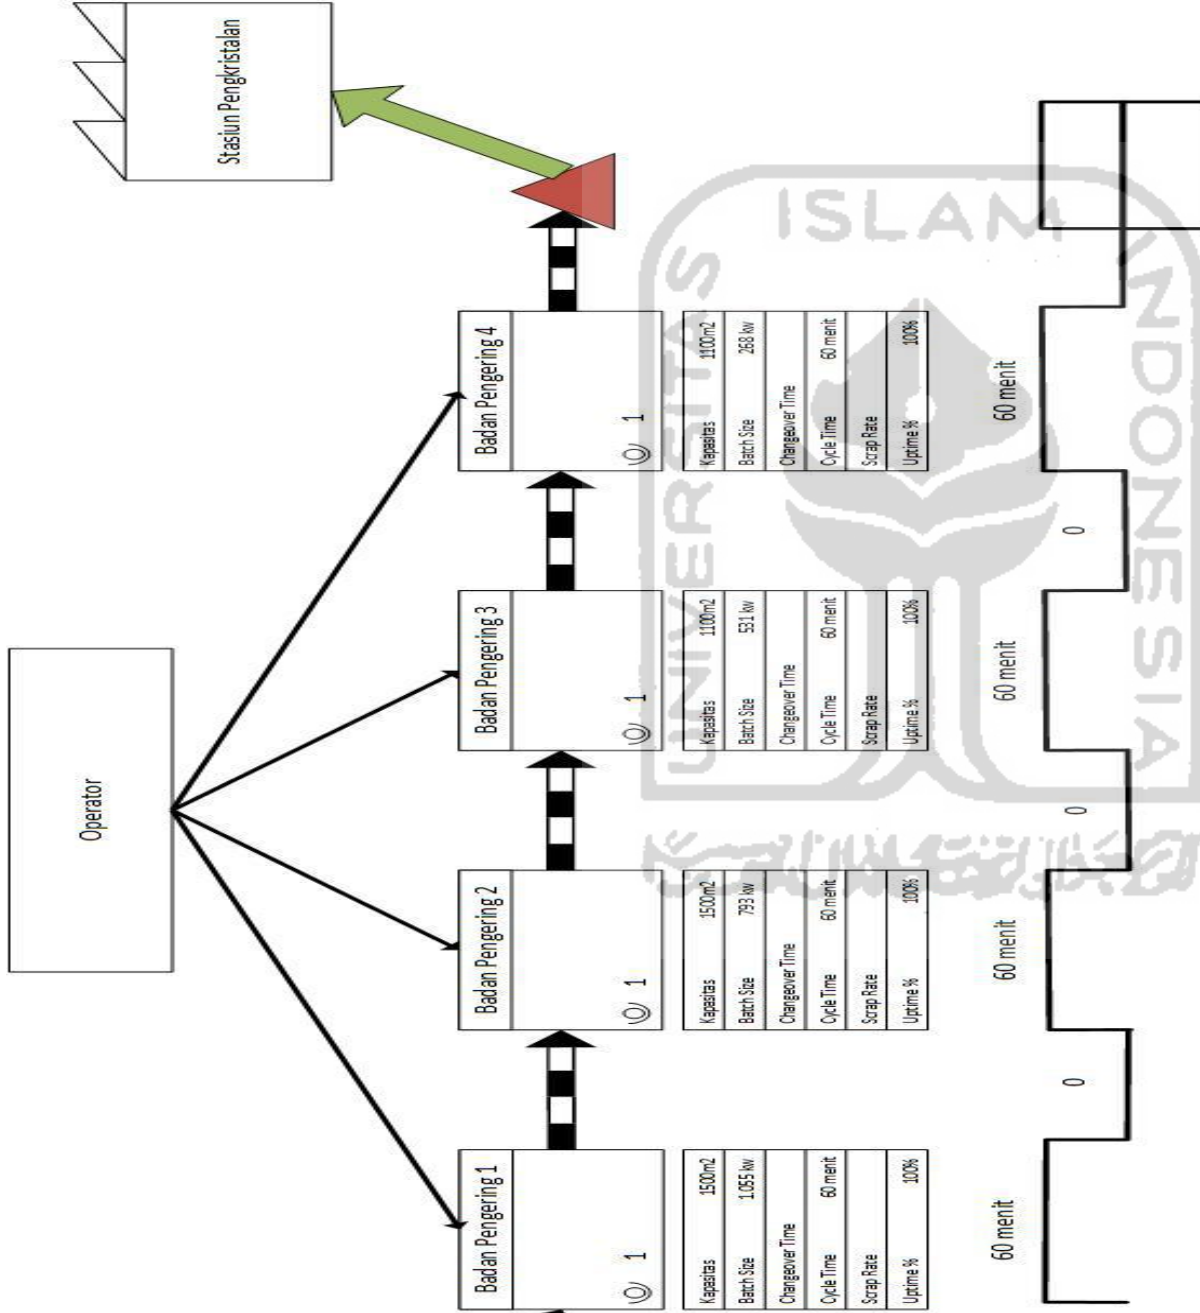 Operator
Stasiun Pengkristalan
Badan Pengering 1
1
Kapasitas 1500m2
Batch Size 1.055 kw
Changeover Time
Cycle Time 60 menit
Scrap Rate
Uptime % 100%
Badan Pengering 2
1
Kapasitas 1500m2
Batch Size 793 kw
Changeover Time
Cycle Time 60 menit
Scrap Rate
Uptime % 100%
Badan Pengering 3
1
Kapasitas 1100m2
Batch Size 531 kw
Changeover Time
Cycle Time 60 menit
Scrap Rate
Uptime % 100%
Badan Pengering 4
1
Kapasitas 1100m2
Batch Size 268 kw
Changeover Time
Cycle Time 60 menit
Scrap Rate
Uptime % 100%
60 menit
0
60 menit
0
60 menit
0
60 menit
UNIVERSITAS
ISLAM
INDONESIA